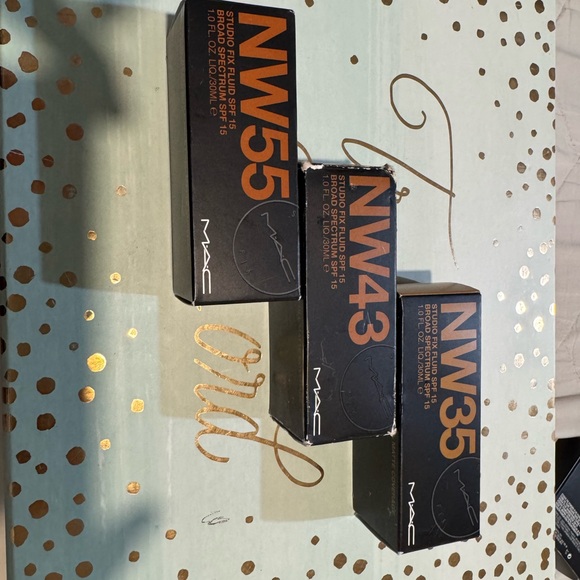 NW55
STUDIO FIX FLUID SPF 15
BROAD SPECTRUM SPF 15
1.0 FL. OZ. LIQ./30ML ℮
MAC
MAC
NW43
STUDIO FIX FLUID SPF 15
BROAD SPECTRUM SPF 15
1.0 FL. OZ. LIQ./30ML ℮
MAC
NW35
STUDIO FIX FLUID SPF 15
BROAD SPECTRUM SPF 15
1.0 FL. OZ. LIQ./30ML ℮
MAC
MAC